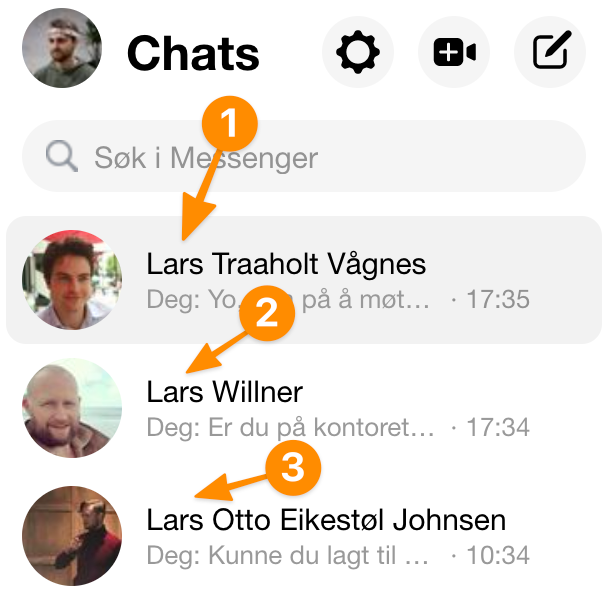 Chats
1
Søk i Messenger
Lars Traaholt Vågnes
Deg: Yo, på å møt... · 17:35
2
Lars Willner
Deg: Er du på kontoret... · 17:34
3
Lars Otto Eikestøl Johnsen
Deg: Kunne du lagt til ... · 10:34